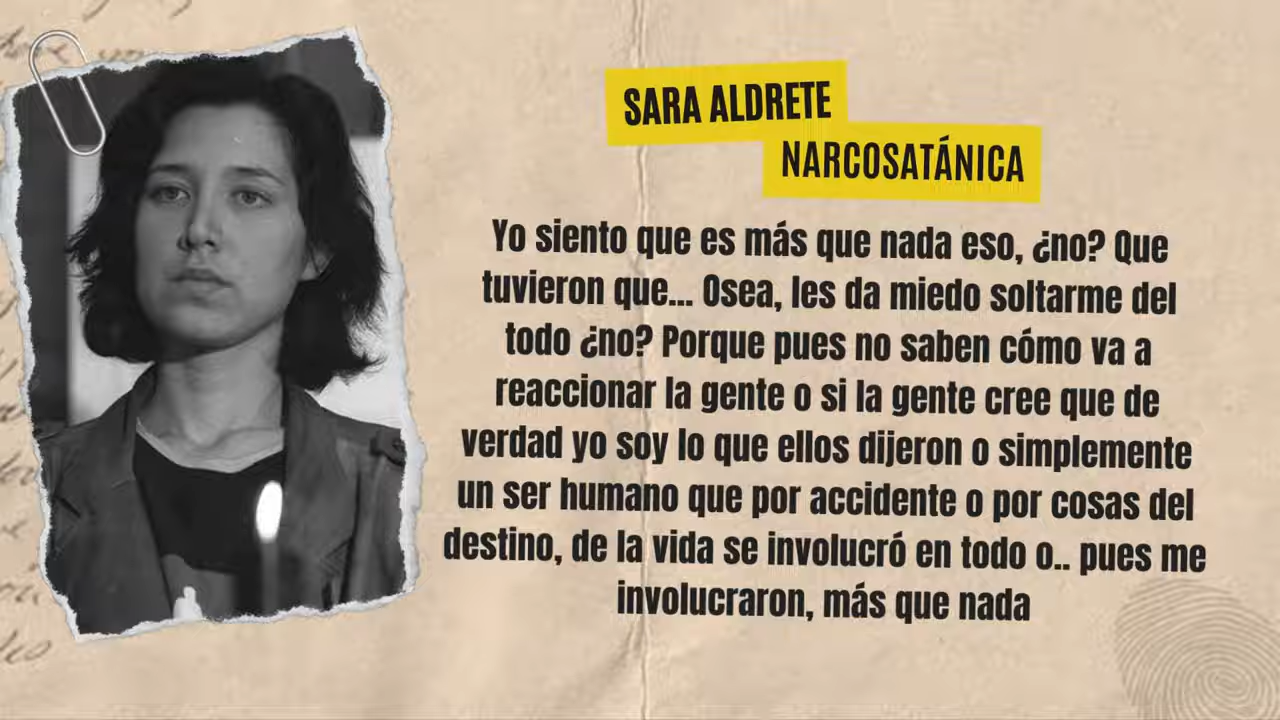 SARA ALDRETE
NARCOSATÁNICA
Yo siento que es más que nada eso, ¿no? Que
tuvieron que... Osea, les da miedo soltarme del
todo ¿no? Porque pues no saben cómo va a
reaccionar la gente o si la gente cree que de
verdad yo soy lo que ellos dijeron o simplemente
un ser humano que por accidente o por cosas del
destino, de la vida se involucró en todo o.. pues me
involucraron, más que nada